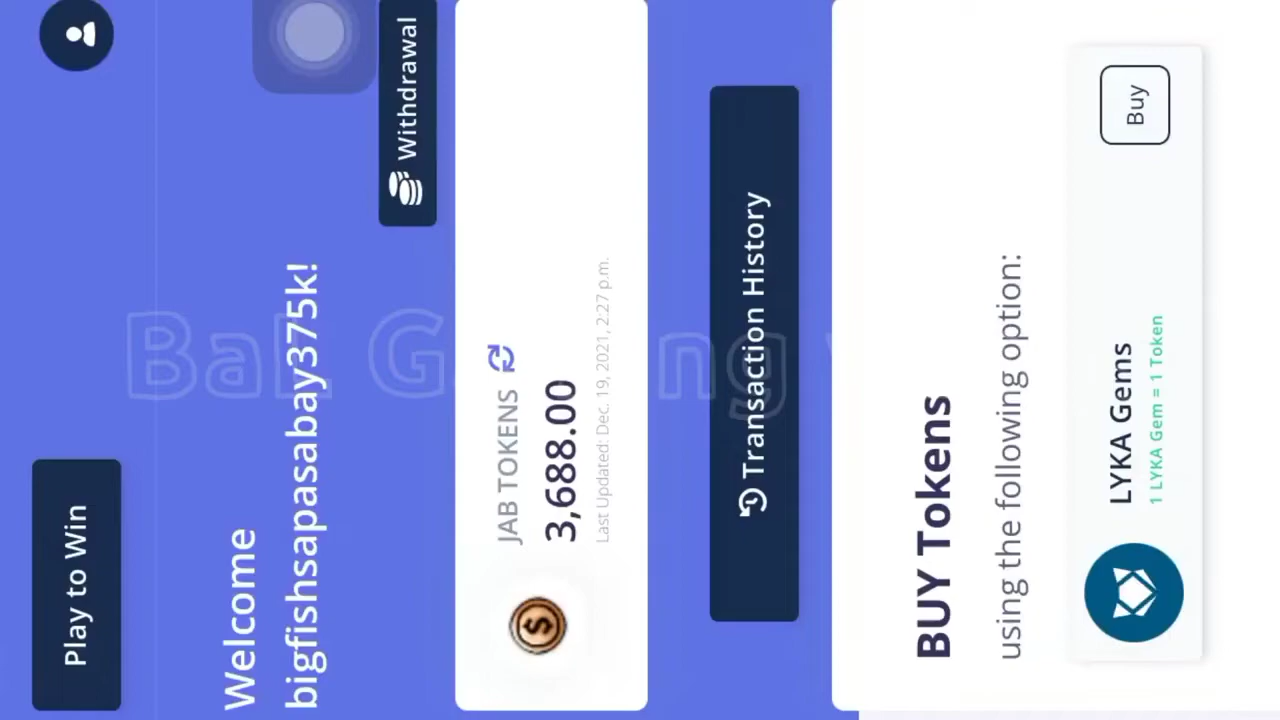 Play to Win
Welcome
bigfishsapasabay375k!
Withdrawal
JAB TOKENS
3,688.00
Last Updated: Dec. 19, 2021, 2:27 p.m.
Transaction History
BUY Tokens
using the following option:
LYKA Gems
1 LYKA Gem = 1 Token
Buy